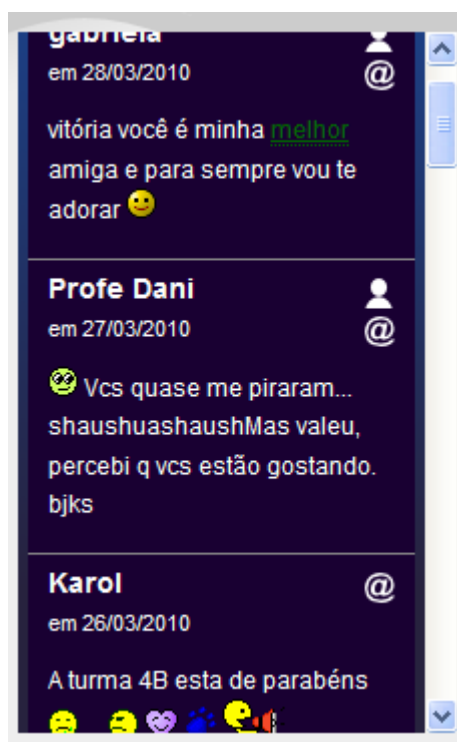 gabriela
em 28/03/2010
@
vitória você é minha melhor
amiga e para sempre vou te
adorar
Profe Dani
em 27/03/2010
@
Vcs quase me piraram...
shaushuashaushMas valeu,
percebi q vcs estão gostando.
bjks
Karol
@
em 26/03/2010
A turma 4B esta de parabéns